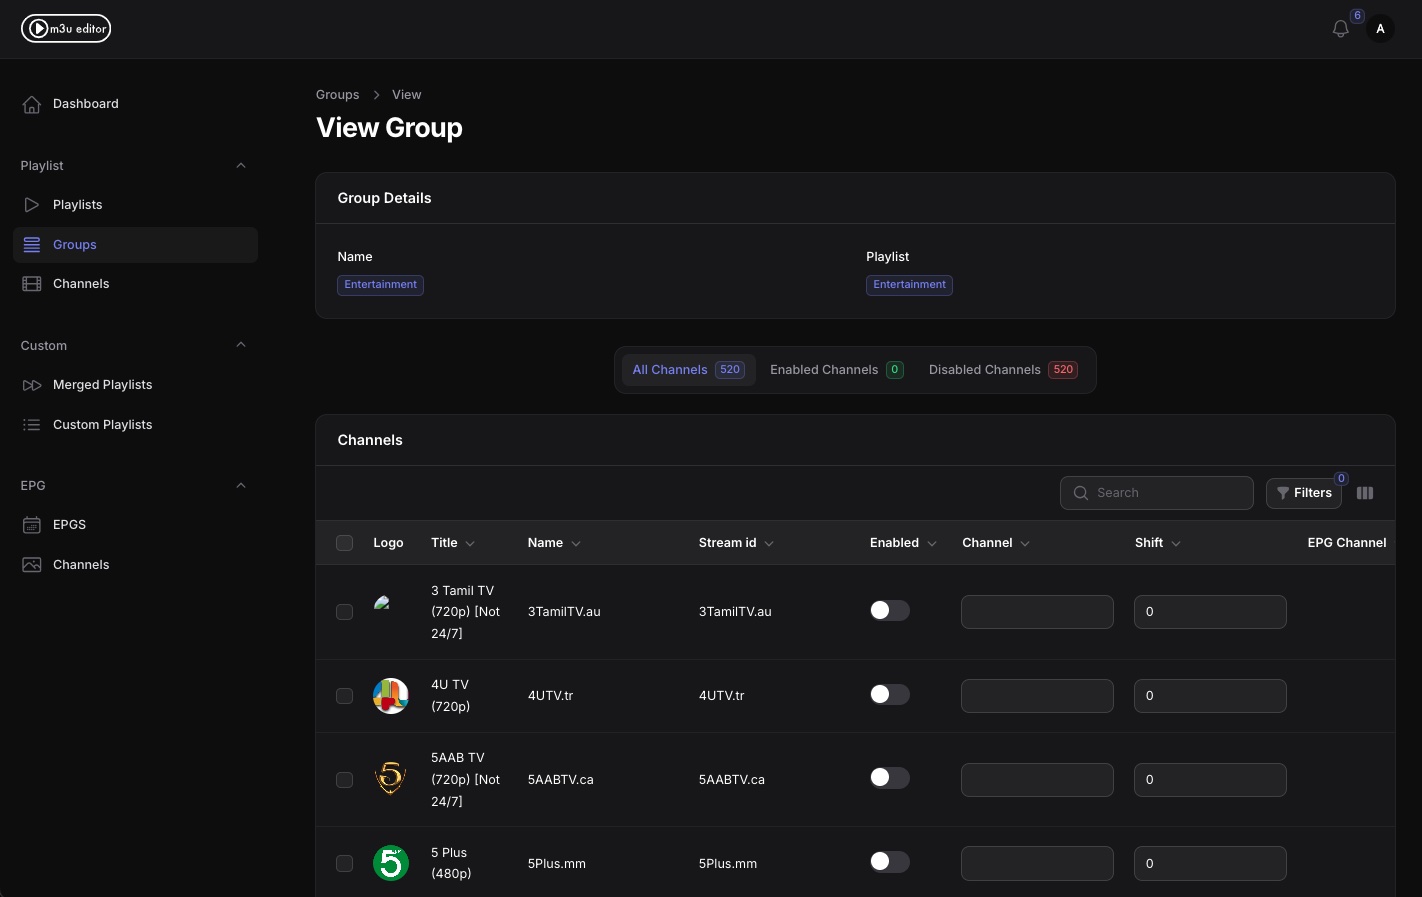 m3u editor
6
A
Dashboard
Playlist
Playlists
Groups
Channels
Custom
Merged Playlists
Custom Playlists
EPG
EPGS
Channels
Groups > View
View Group
Group Details
Name
Playlist
Entertainment
Entertainment
All Channels 520 Enabled Channels 0 Disabled Channels 520
Channels
Search
Filters
0
Logo Title Name Stream id Enabled Channel Shift EPG Channel
3 Tamil TV
(720p) [Not
24/7]
3TamilTV.au 3TamilTV.au 0
4U TV
(720p)
4UTV.tr 4UTV.tr 0
5AAB TV
(720p) [Not
24/7]
5
5AABTV.ca 5AABTV.ca 0
5 Plus
(480p)
5
5Plus.mm 5Plus.mm 0